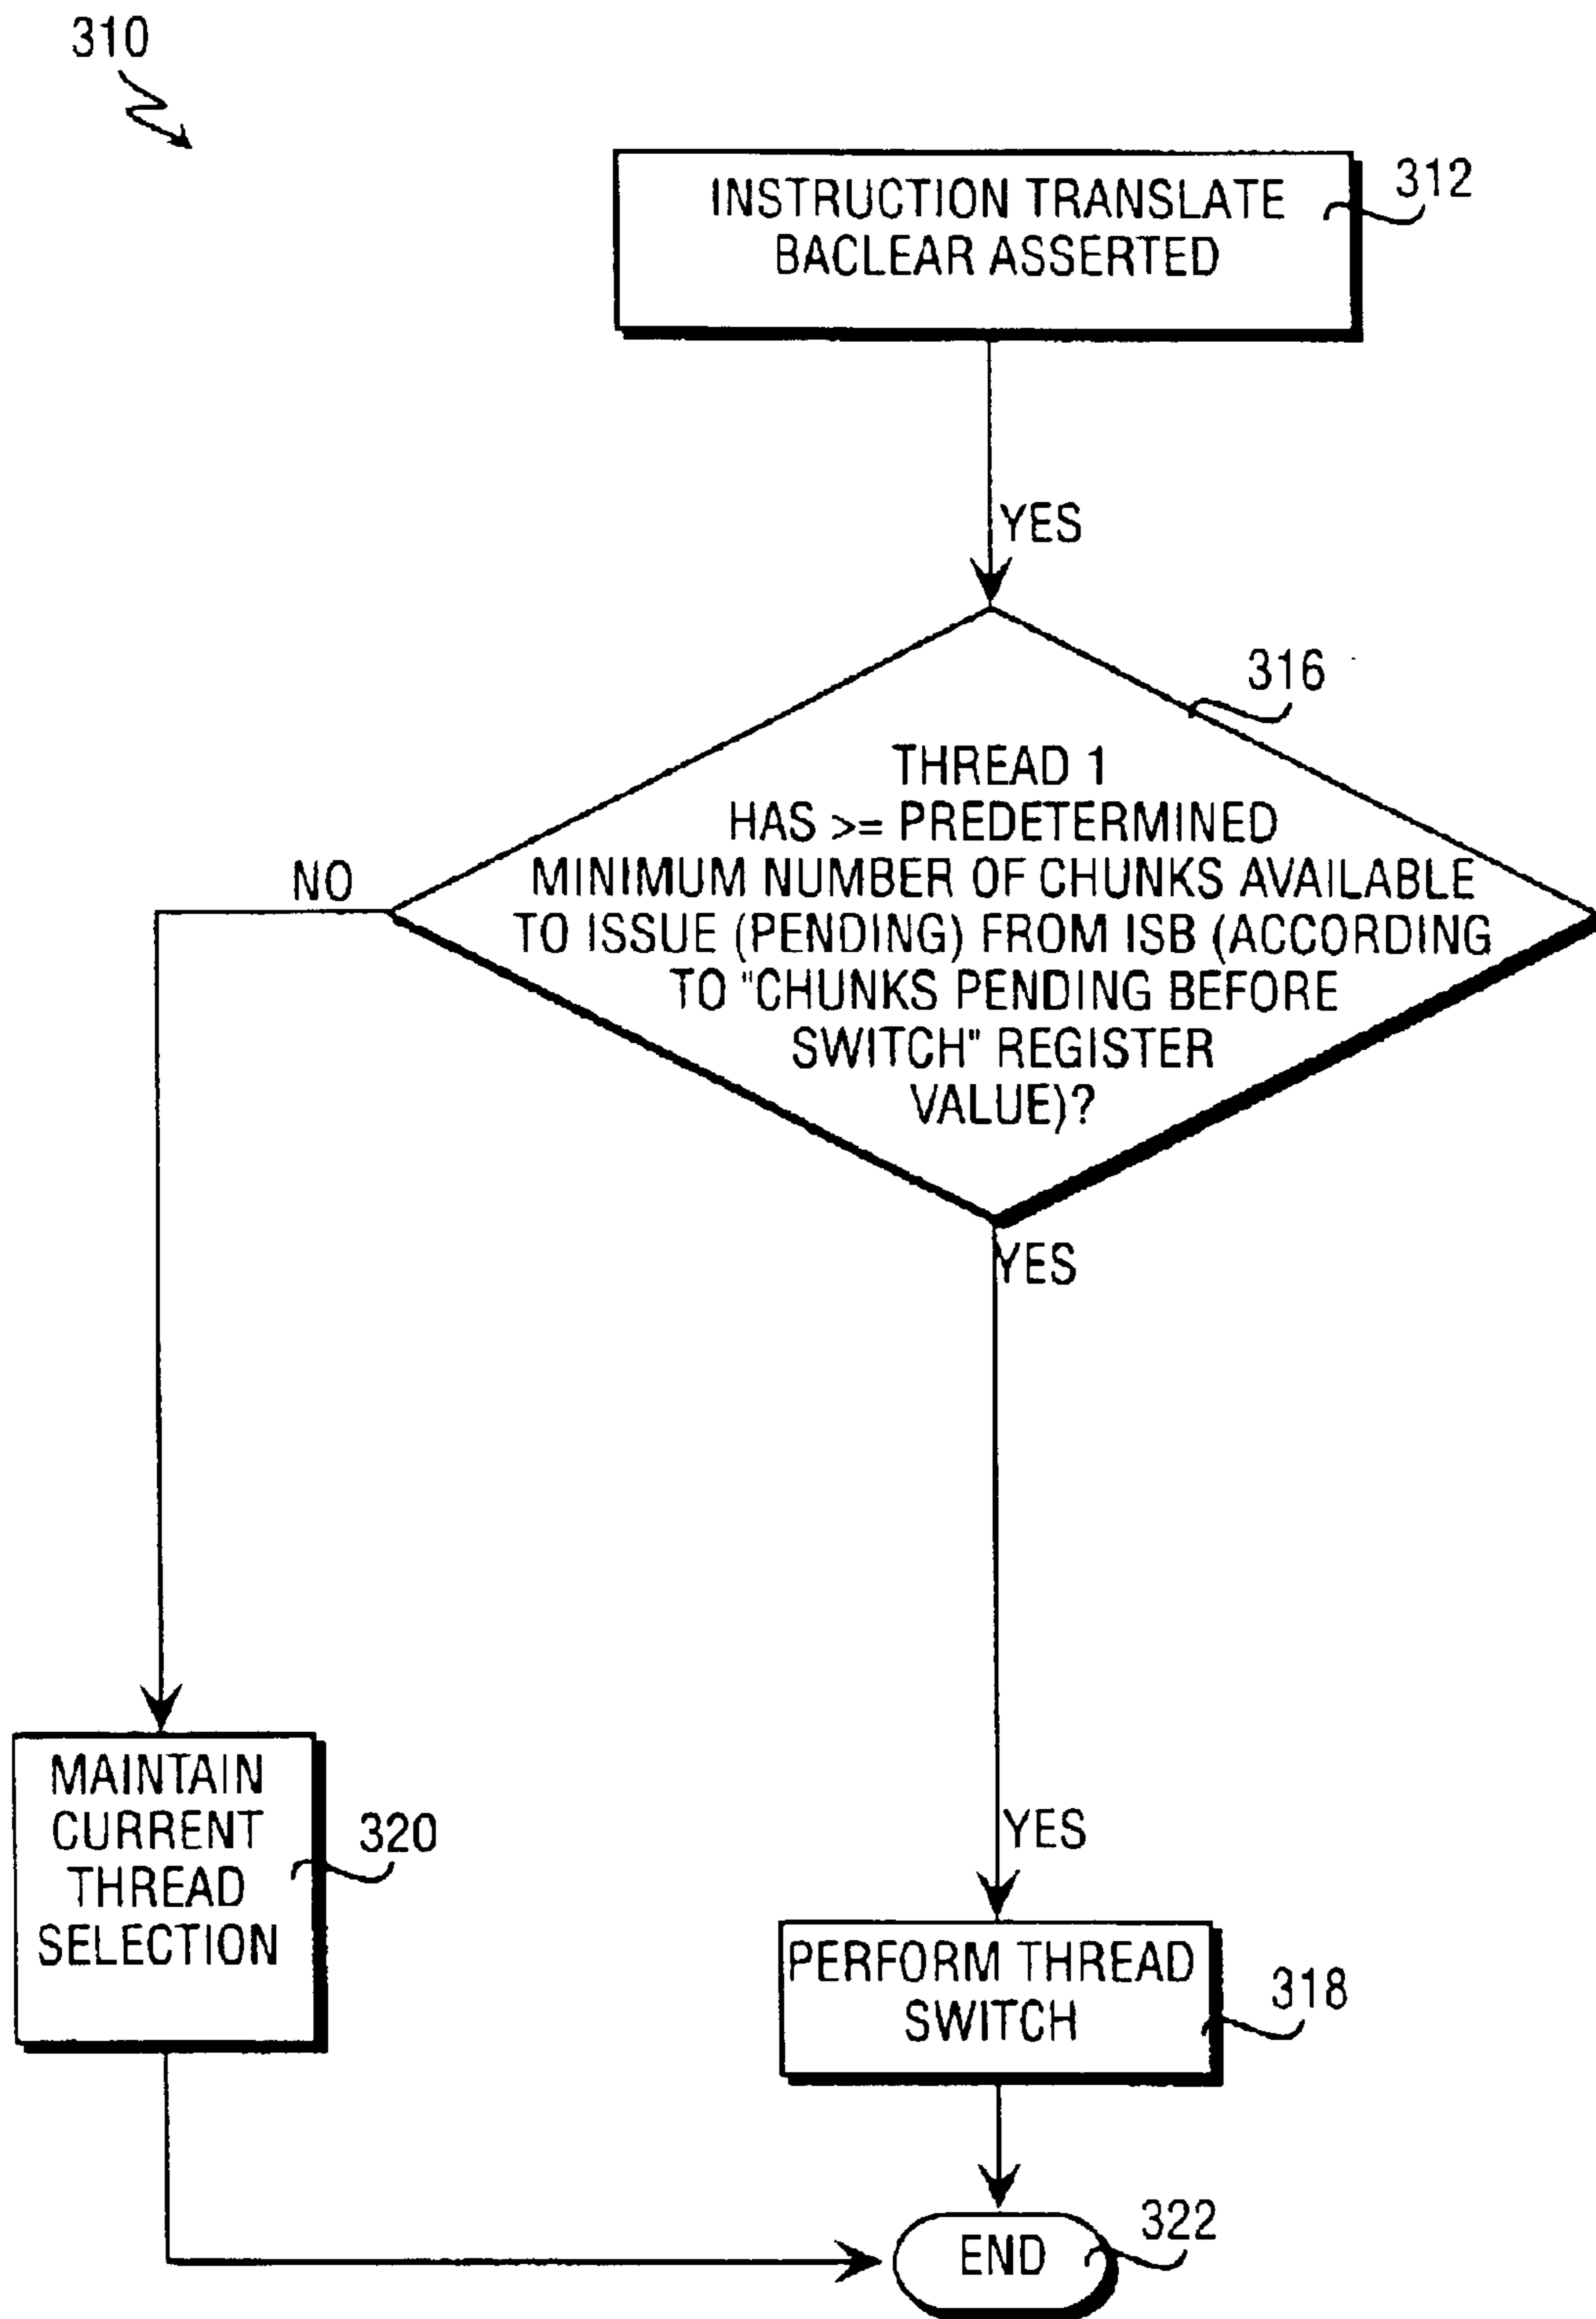 310
INSTRUCTION TRANSLATE
BACLEAR ASSERTED
312
YES
316
THREAD 1
HAS >= PREDETERMINED
MINIMUM NUMBER OF CHUNKS AVAILABLE
TO ISSUE (PENDING) FROM ISB (ACCORDING
TO "CHUNKS PENDING BEFORE
SWITCH" REGISTER
VALUE)?
NO
YES
MAINTAIN
CURRENT
THREAD
SELECTION
320
YES
PERFORM THREAD
SWITCH
318
END
322